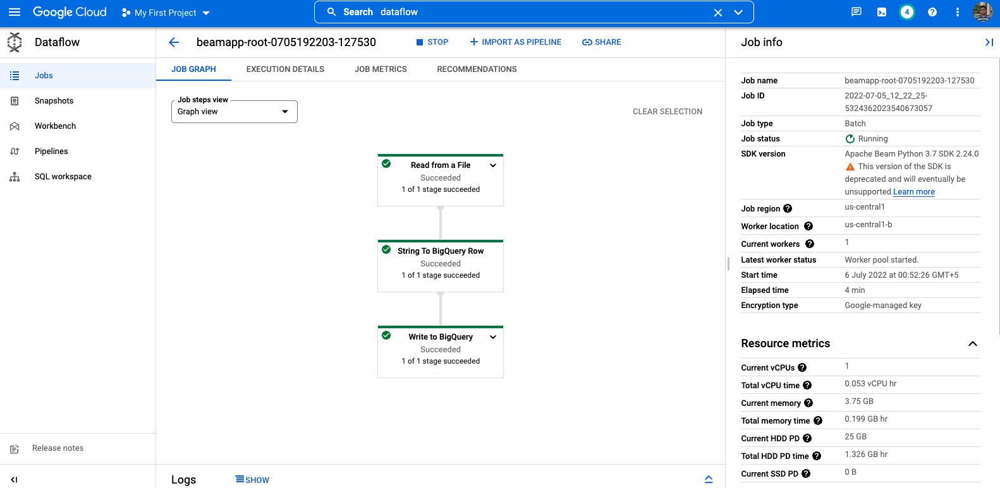 Google Cloud
My First Project
Search dataflow
4
Dataflow
Jobs
Snapshots
Workbench
Pipelines
SQL workspace
Release notes
beamapp-root-0705192203-127530
STOP
IMPORT AS PIPELINE
SHARE
JOB GRAPH
EXECUTION DETAILS
JOB METRICS
RECOMMENDATIONS
Job steps view
Graph view
CLEAR SELECTION
Read from a File
Succeeded
1 of 1 stage succeeded
String To BigQuery Row
Succeeded
1 of 1 stage succeeded
Write to BigQuery
Succeeded
1 of 1 stage succeeded
Logs
SHOW
Job info
Job name beamapp-root-0705192203-127530
Job ID 2022-07-05_12_22_25-
5324362023540673057
Job type Batch
Job status Running
SDK version Apache Beam Python 3.7 SDK 2.24.0
This version of the SDK is
deprecated and will eventually be
unsupported.Learn more
Job region us-central1
Worker location us-central1-b
Current workers 1
Latest worker status Worker pool started.
Start time 6 July 2022 at 00:52:26 GMT+5
Elapsed time 4 min
Encryption type Google-managed key
Resource metrics
Current vCPUs 1
Total vCPU time 0.053 vCPU hr
Current memory 3.75 GB
Total memory time 0.199 GB hr
Current HDD PD 25 GB
Total HDD PD time 1.326 GB hr
Current SSD PD 0 B